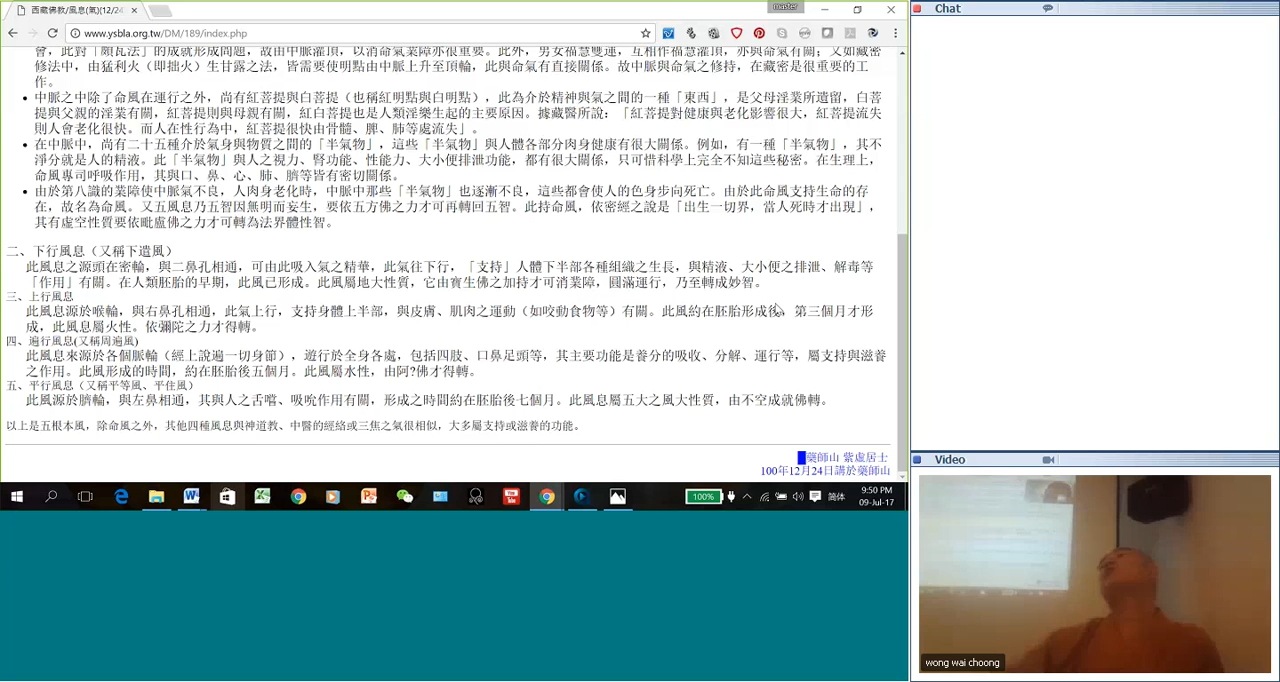 西藏佛教/風息(氣)(12/24
master
www.ysbla.org.tw/DM/189/index.php
會，此對「頗瓦法」的成就形成問題，故由中脈灌頂，以消命氣業障亦很重要。此外，男女福慧雙運，互相作福慧灌頂，亦與命氣有關；又如藏密
修法中，由猛利火（即拙火）生甘露之法，皆需要使明點由中脈上升至頂輪，此與命氣有直接關係。故中脈與命氣之修持，在藏密是很重要的工
作。
• 中脈之中除了命風在運行之外，尚有紅菩提與白菩提（也稱紅明點與白明點），此為介於精神與氣之間的一種「東西」，是父母淫業所遺留，白菩
提與父親的淫業有關，紅菩提則與母親有關，紅白菩提也是人類淫樂生起的主要原因。據藏醫所說：「紅菩提對健康與老化影響很大，紅菩提流失
則人會老化很快。而人在性行為中，紅菩提很快由骨髓、脾、肺等處流失」。
• 在中脈中，尚有二十五種介於氣身與物質之間的「半氣物」，這些「半氣物」與人體各部分肉身健康有很大關係。例如，有一種「半氣物」，其不
淨分就是人的精液。此「半氣物」與人之視力、腎功能、性能力、大小便排泄功能，都有很大關係，只可惜科學上完全不知這些秘密。在生理上，
命風專司呼吸作用，其與口、鼻、心、肺、臍等皆有密切關係。
• 由於第八識的業障使中脈氣不良，人肉身老化時，中脈中那些「半氣物」也逐漸不良，這些都會使人的色身步向死亡。由於此命風支持生命的存
在，故名為命風。又五風息乃五智因無明而妄生，要依五方佛之力才可再轉回五智。此持命風，依密經之說是「出生一切界，當人死時才出現」，
其有虛空性質要依毗盧佛之力才可轉為法界體性智。
二、下行風息（又稱下遣風）
此風息之源頭在密輪，與二鼻孔相通，可由此吸入氣之精華，此氣往下行，「支持」人體下半部各種組織之生長，與精液、大小便之排泄、解毒等
「作用」有關。在人類胚胎的早期，此風已形成。此風屬地大性質，它由寶生佛之加持才可消業障，圓滿運行，乃至轉成妙智。
三、上行風息
此風息源於喉輪，與右鼻孔相通，此氣上行，支持身體上半部，與皮膚、肌肉之運動（如咬動食物等）有關。此風約在胚胎形成後，第三個月才形
成，此風息屬火性。依彌陀之力才得轉。
四、遍行風息(又稱周遍風)
此風息來源於各個脈輪（經上說遍一切身節），遊行於全身各處，包括四肢、口鼻足頭等，其主要功能是養分的吸收、分解、運行等，屬支持與滋養
之作用。此風形成的時間，約在胚胎後五個月。此風屬水性，由阿?佛才得轉。
五、平行風息（又稱平等風、平住風）
此風源於臍輪，與左鼻相通，其與人之舌嚐、吸吮作用有關，形成之時間約在胚胎後七個月。此風息屬五大之風大性質，由不空成就佛轉。
以上是五根本風，除命風之外，其他四種風息與神道教、中醫的經絡或三焦之氣很相似，大多屬支持或滋養的功能。
藥師山 紫虛居士
100年12月24日講於藥師山
100%
简体
9:50 PM
09-Jul-17
Chat
Video
wong wai choong